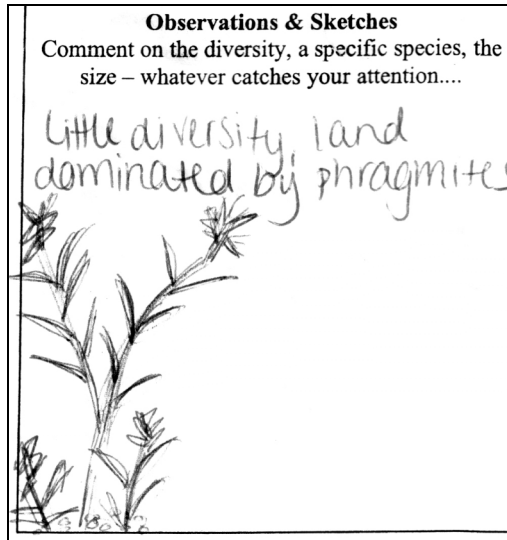 Observations & Sketches
Comment on the diversity, a specific species, the
size – whatever catches your attention....
Little diversity, land
dominated by phragmites